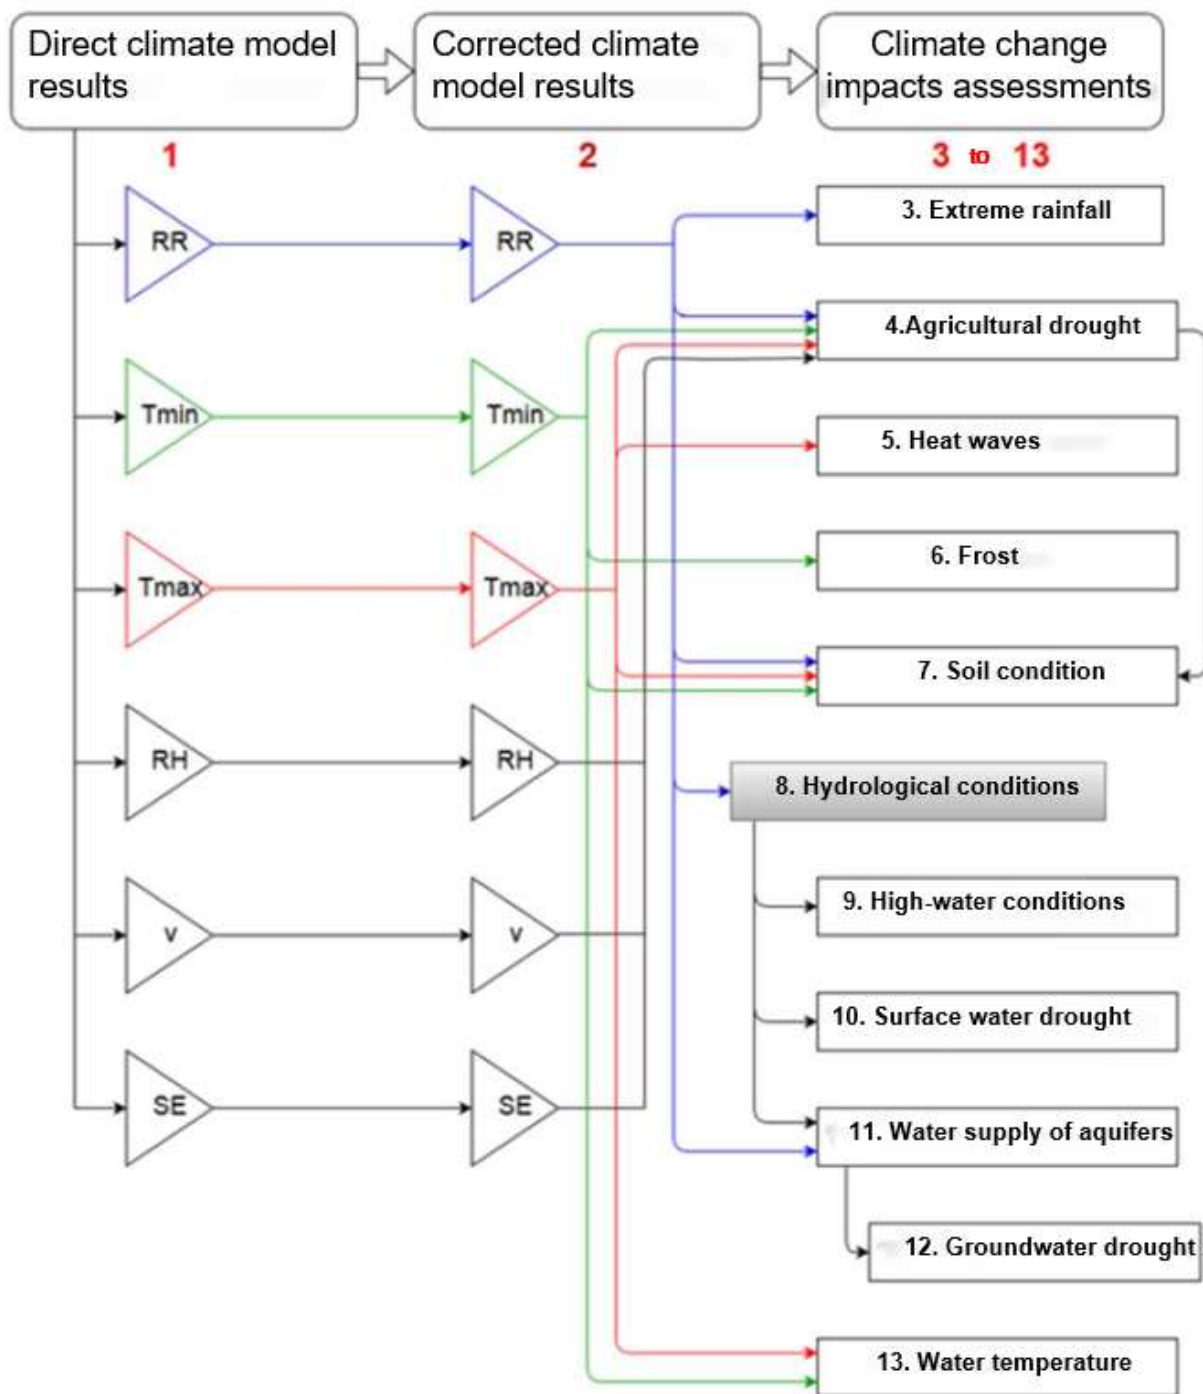 Direct climate model
results
Corrected climate
model results
Climate change
impacts assessments
1
2
3 to 13
RR
RR
3. Extreme rainfall
4.Agricultural drought
Tmin
Tmin
5. Heat waves
6. Frost
Tmax
Tmax
7. Soil condition
RH
RH
8. Hydrological conditions
9. High-water conditions
v
v
10. Surface water drought
SE
SE
11. Water supply of aquifers
12. Groundwater drought
13. Water temperature